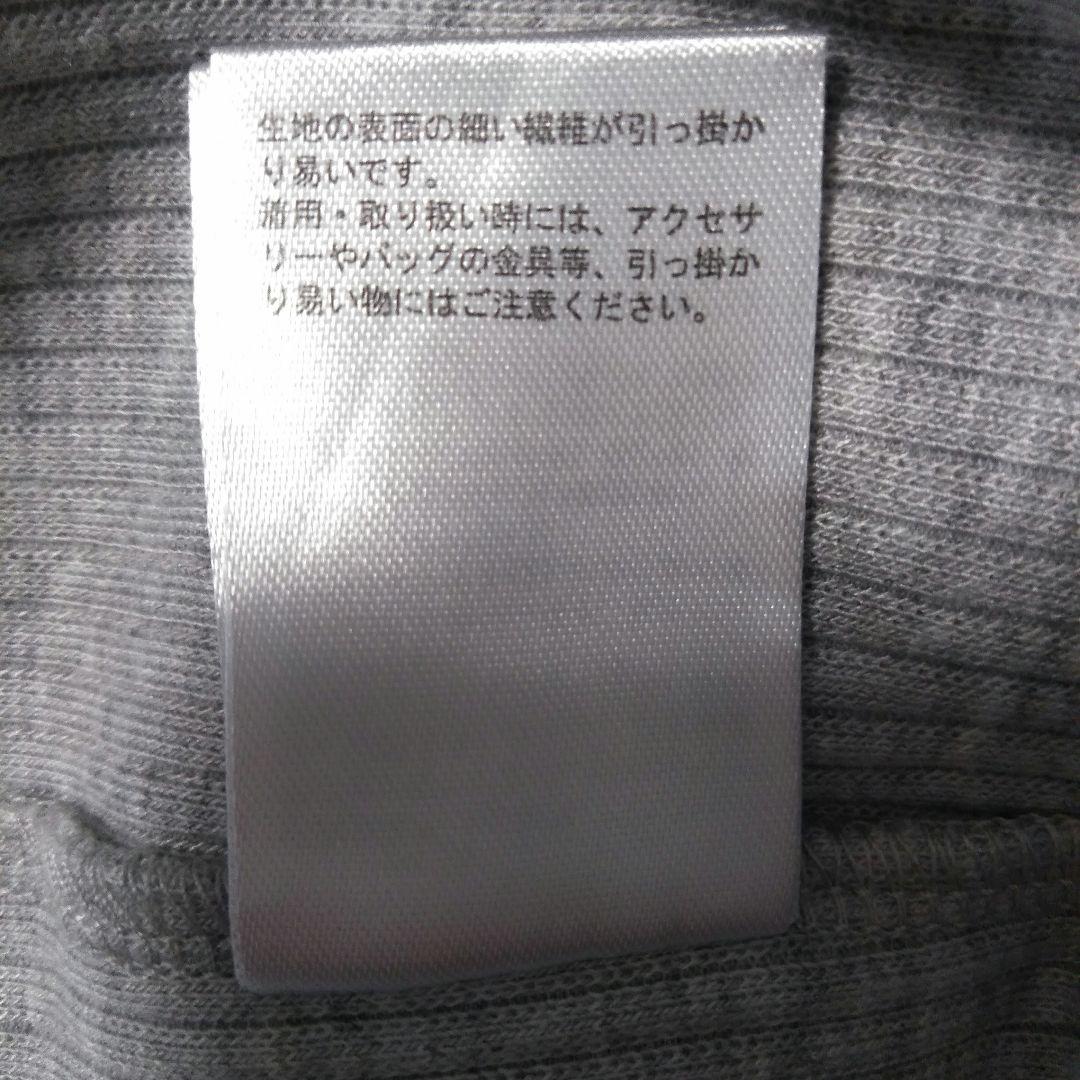 生地の表面の細い繊維が引っ掛か
り易いです。
着用・取り扱い時には、アクセサ
リーやバッグの金具等、引っ掛か
り易い物にはご注意ください。